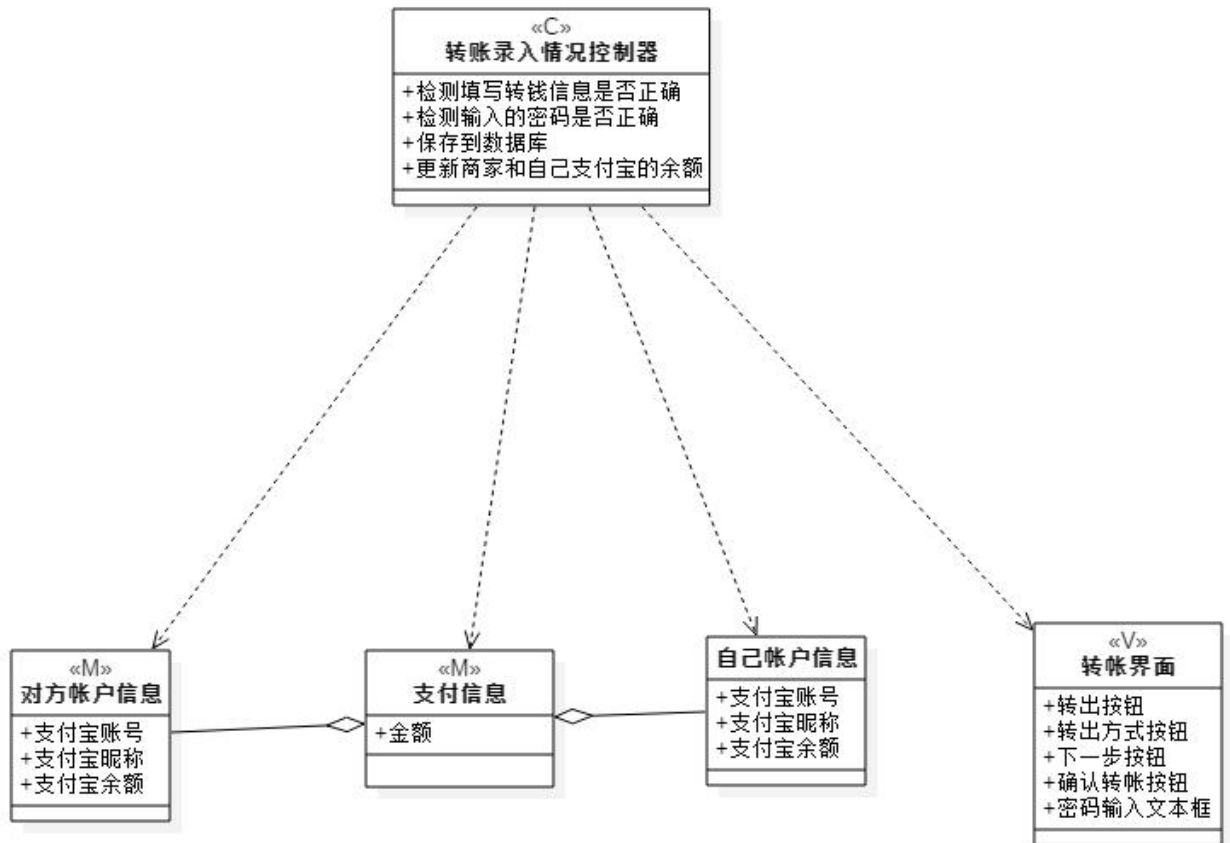 «C»
转账录入情况控制器
+检测填写转钱信息是否正确
+检测输入的密码是否正确
+保存到数据库
+更新商家和自己支付宝的余额
«M»
对方帐户信息
+支付宝账号
+支付宝昵称
+支付宝余额
«M»
支付信息
+金额
自己帐户信息
+支付宝账号
+支付宝昵称
+支付宝余额
«V»
转帐界面
+转出按钮
+转出方式按钮
+下一步按钮
+确认转帐按钮
+密码输入文本框